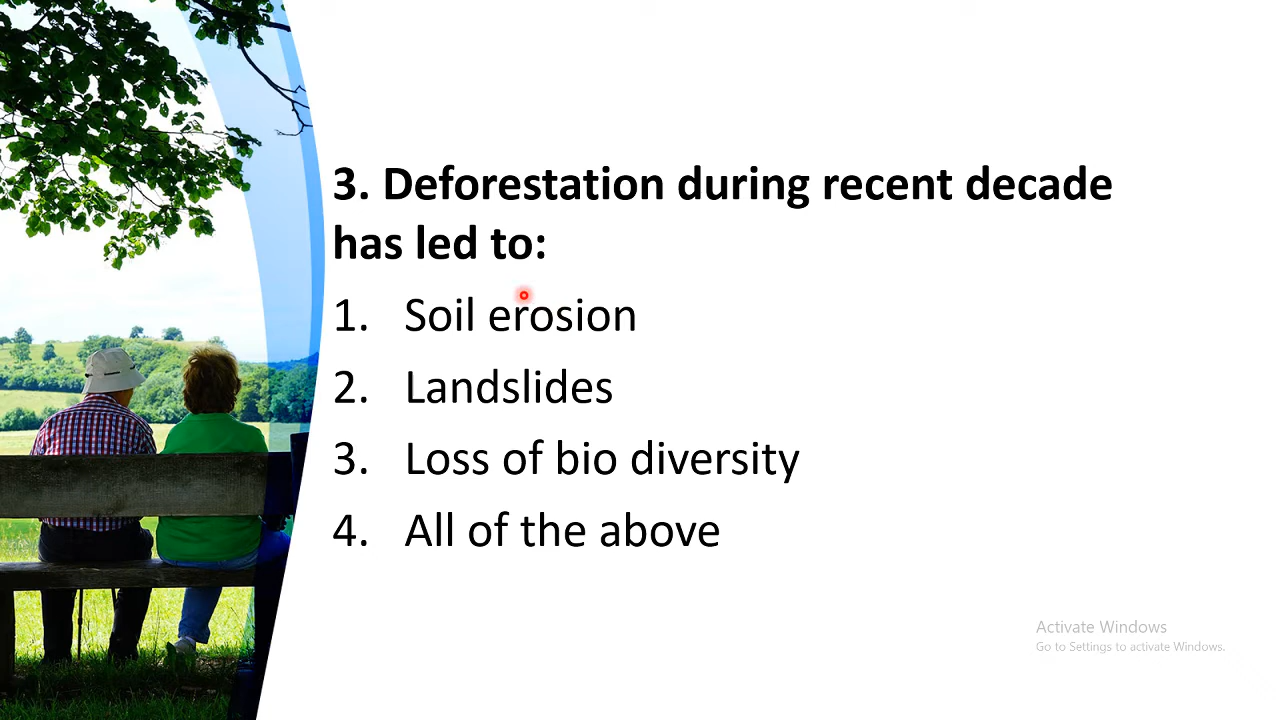 3. Deforestation during recent decade
has led to:
1. Soil erosion
2. Landslides
3. Loss of bio diversity
4. All of the above
Activate Windows
Go to Settings to activate Windows.